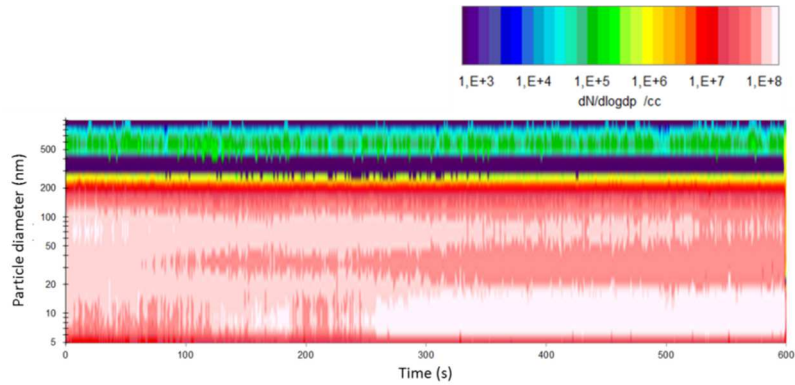 1,E+3 1,E+4 1,E+5 1,E+6 1,E+7 1,E+8
dN/dlogdp /cc
Particle diameter (nm)
500
200
100
50
20
10
5
0 100 200 300 400 500 600
Time (s)